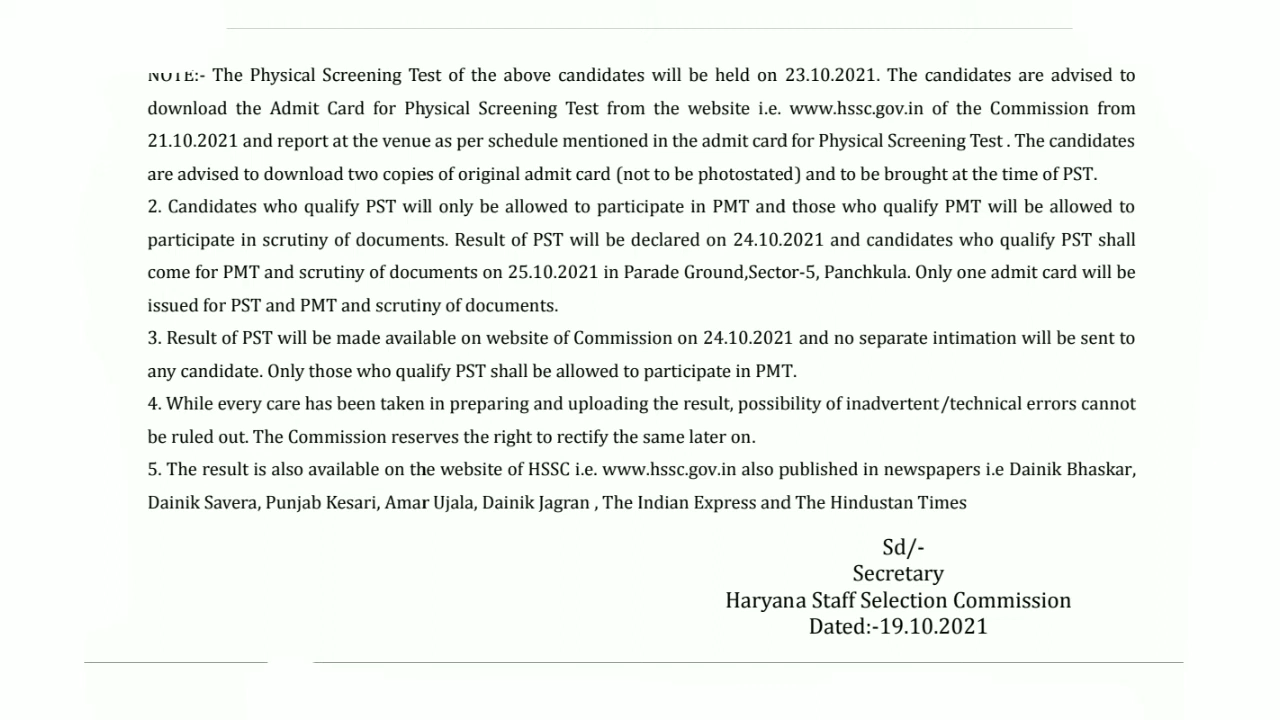 NOTE:- The Physical Screening Test of the above candidates will be held on 23.10.2021. The candidates are advised to
download the Admit Card for Physical Screening Test from the website i.e. www.hssc.gov.in of the Commission from
21.10.2021 and report at the venue as per schedule mentioned in the admit card for Physical Screening Test . The candidates
are advised to download two copies of original admit card (not to be photostated) and to be brought at the time of PST.
2. Candidates who qualify PST will only be allowed to participate in PMT and those who qualify PMT will be allowed to
participate in scrutiny of documents. Result of PST will be declared on 24.10.2021 and candidates who qualify PST shall
come for PMT and scrutiny of documents on 25.10.2021 in Parade Ground,Sector-5, Panchkula. Only one admit card will be
issued for PST and PMT and scrutiny of documents.
3. Result of PST will be made available on website of Commission on 24.10.2021 and no separate intimation will be sent to
any candidate. Only those who qualify PST shall be allowed to participate in PMT.
4. While every care has been taken in preparing and uploading the result, possibility of inadvertent/technical errors cannot
be ruled out. The Commission reserves the right to rectify the same later on.
5. The result is also available on the website of HSSC i.e. www.hssc.gov.in also published in newspapers i.e Dainik Bhaskar,
Dainik Savera, Punjab Kesari, Amar Ujala, Dainik Jagran , The Indian Express and The Hindustan Times
Sd/-
Secretary
Haryana Staff Selection Commission
Dated:-19.10.2021